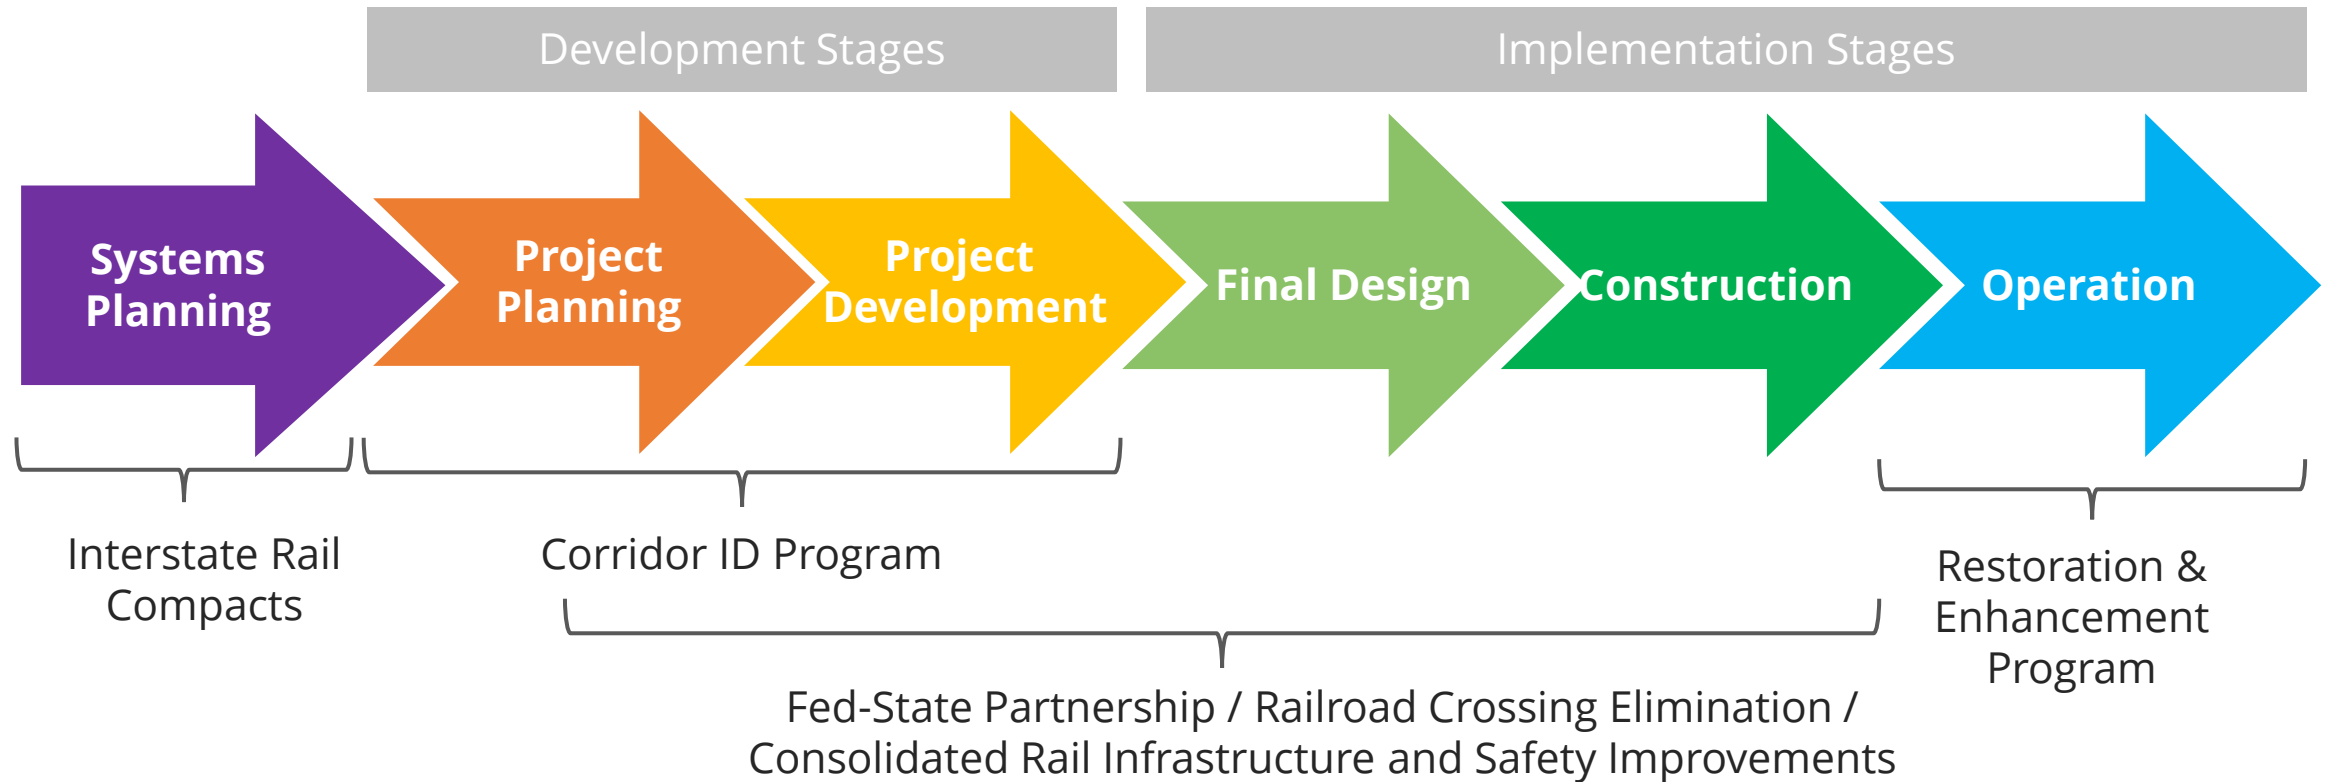 Development Stages
Implementation Stages
Systems
Planning
Project
Planning
Project
Development
Final Design
Construction
Operation
Interstate Rail
Compacts
Corridor ID Program
Restoration &
Enhancement
Program
Fed-State Partnership / Railroad Crossing Elimination /
Consolidated Rail Infrastructure and Safety Improvements